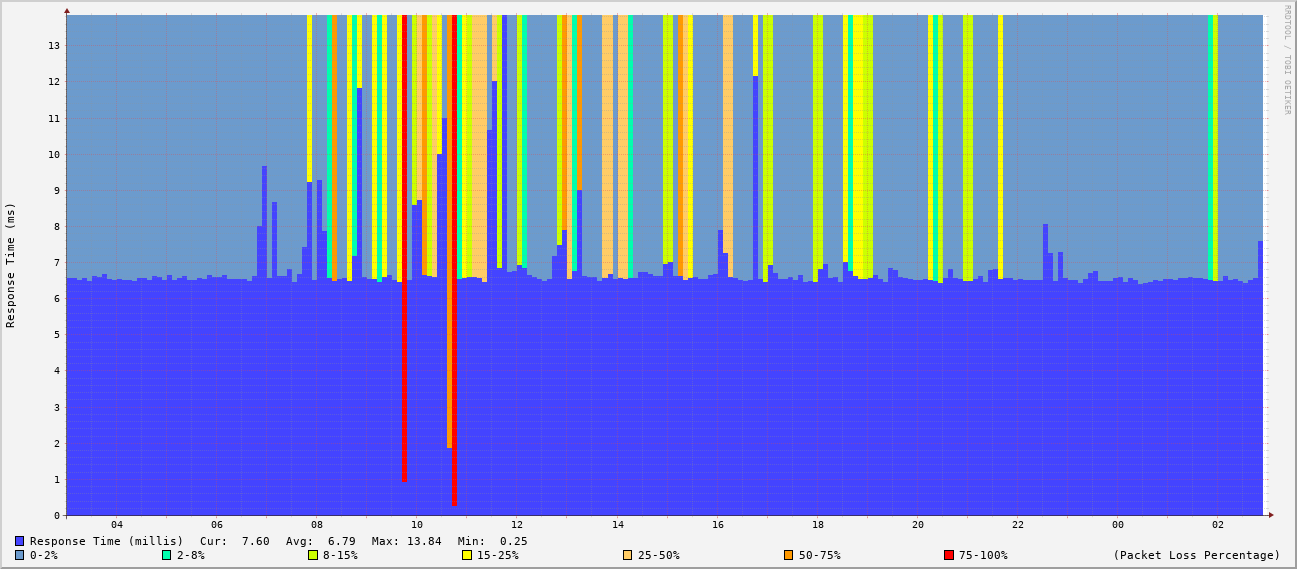 RRDTOOL / TOBI OETIKER
Response Time (ms)
13
12
11
10
9
8
7
6
5
4
3
2
1
0
04 06 08 10 12 14 16 18 20 22 00 02
Response Time (millis) Cur: 7.60 Avg: 6.79 Max: 13.84 Min: 0.25
0-2% 2-8% 8-15% 15-25% 25-50% 50-75% 75-100% (Packet Loss Percentage)